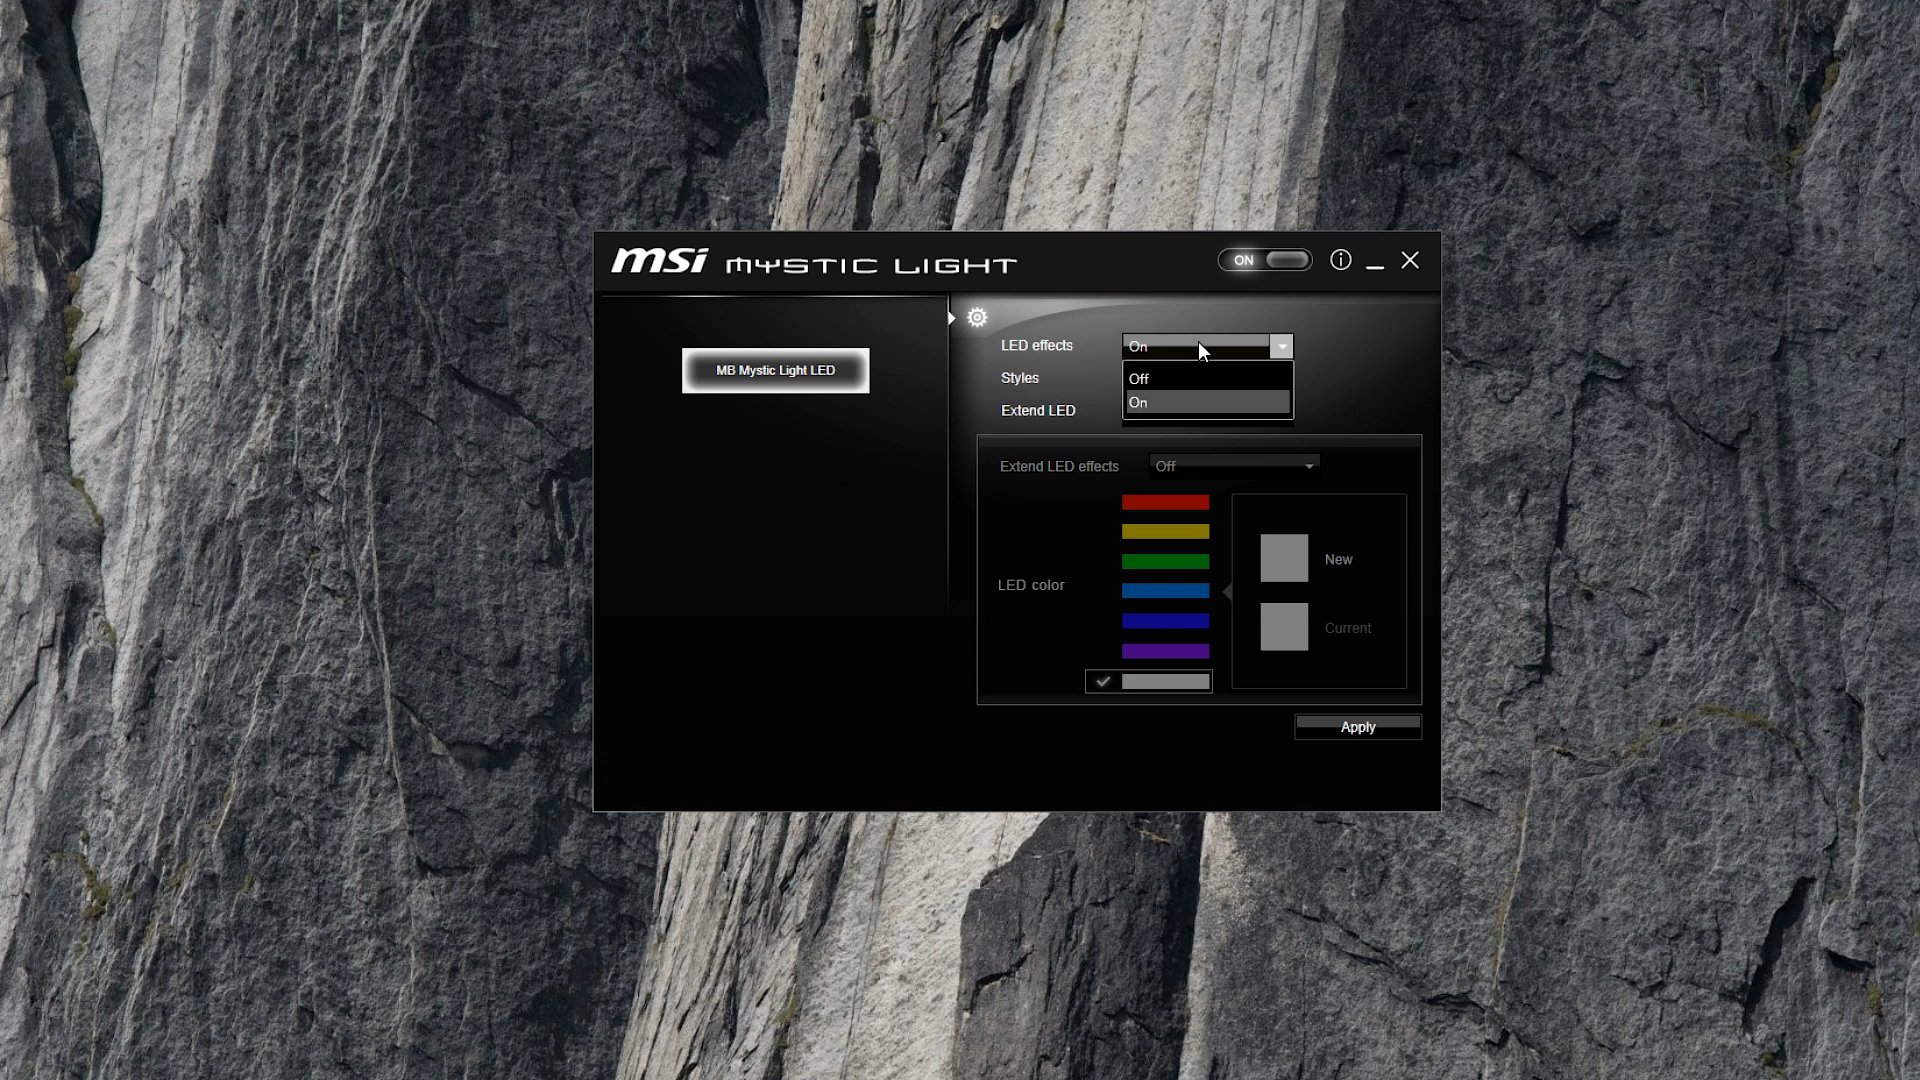 msi MYSTIC LIGHT
ON
MB Mystic Light LED
LED effects
On
Off
On
Styles
Extend LED
Extend LED effects
Off
LED color
New
Current
Apply